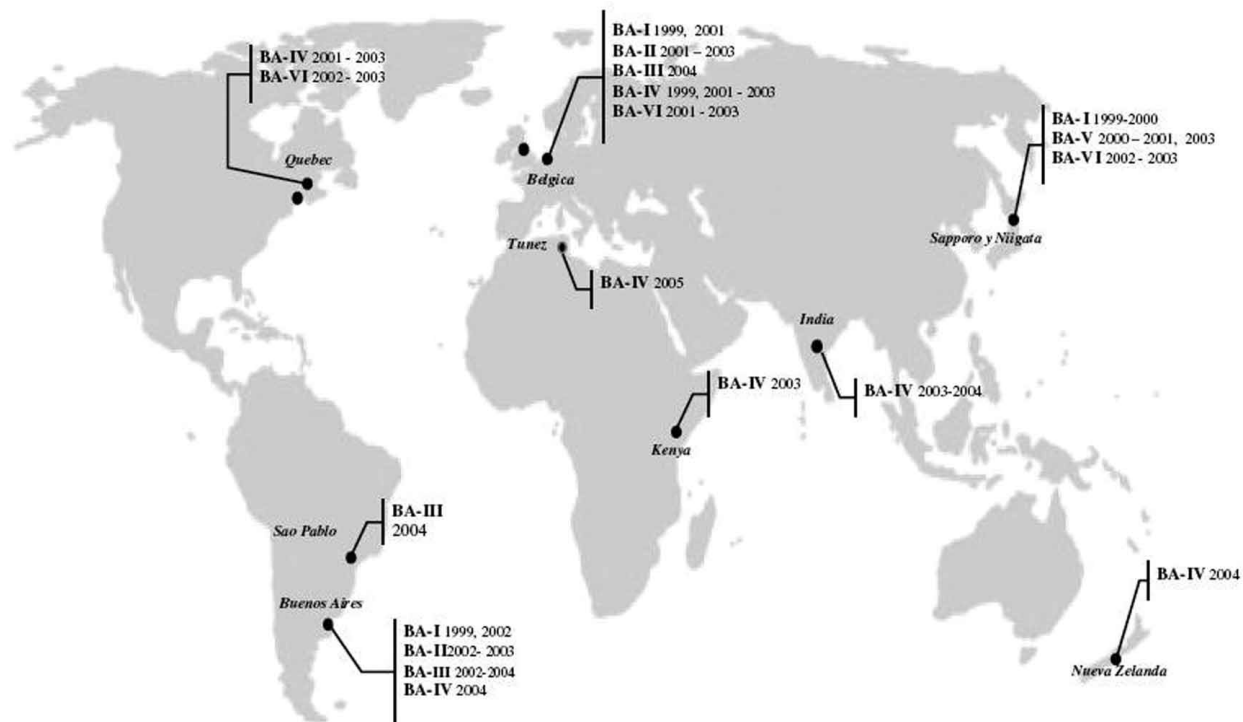 BA-IV 2001 - 2003
BA-VI 2002 - 2003
Quebec
BA-I 1999, 2001
BA-II 2001 – 2003
BA-III 2004
BA-IV 1999, 2001 - 2003
BA-VI 2001 - 2003
Belgica
BA-I 1999-2000
BA-V 2000 – 2001, 2003
BA-VI 2002 - 2003
Sapporo y Niigata
Tunez
BA-IV 2005
India
BA-IV 2003-2004
BA-IV 2003
Kenya
BA-III
2004
Sao Pablo
Buenos Aires
BA-I 1999, 2002
BA-II2002- 2003
BA-III 2002-2004
BA-IV 2004
BA-IV 2004
Nueva Zelanda